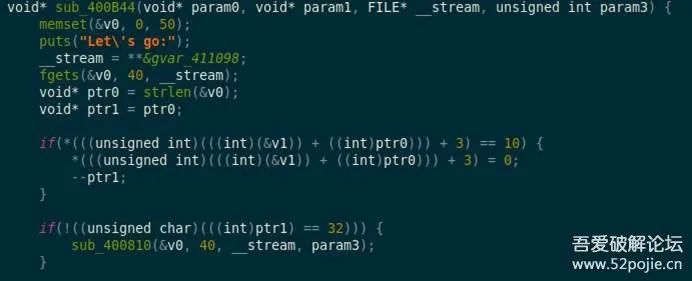 void* sub_400B44(void* param0, void* param1, FILE* __stream, unsigned int param3) {
memset(&v0, 0, 50);
puts("Let\'s go:");
__stream = **&gvar_411098;
fgets(&v0, 40, __stream);
void* ptr0 = strlen(&v0);
void* ptr1 = ptr0;
if(*(((unsigned int)(((int)(&v1)) + ((int)ptr0))) + 3) == 10) {
*(((unsigned int)(((int)(&v1)) + ((int)ptr0))) + 3) = 0;
--ptr1;
}
if(!((unsigned char)(((int)ptr1) == 32))) {
sub_400810(&v0, 40, __stream, param3);
}
吾爱破解论坛
www.52pojie.cn